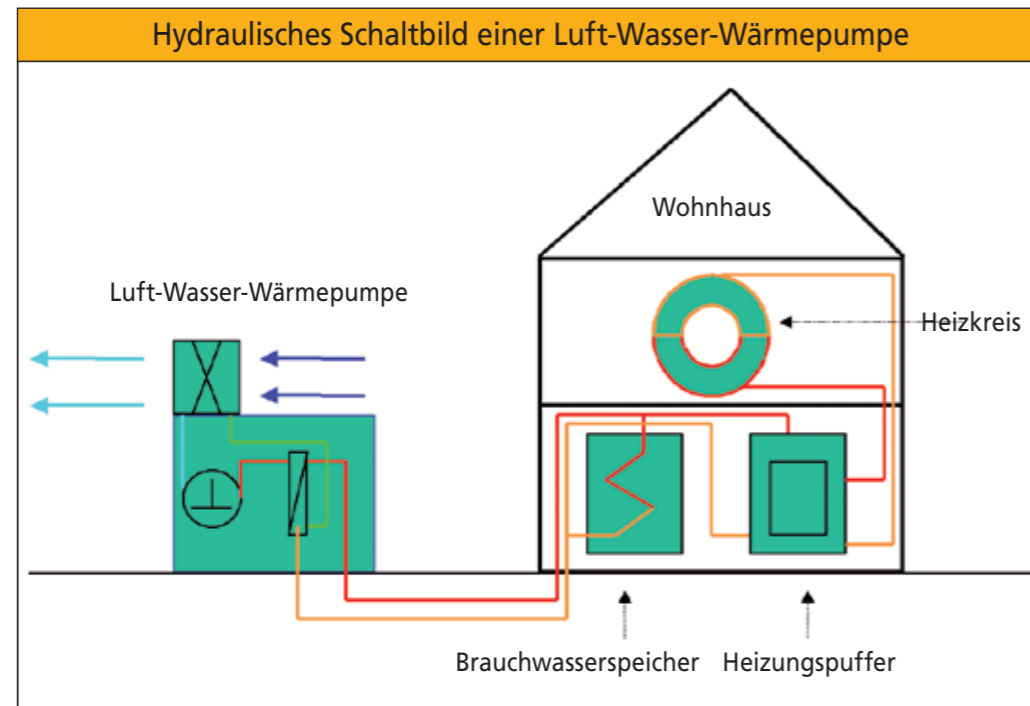 Hydraulisches Schaltbild einer Luft-Wasser-Wärmepumpe
Wohnhaus
Luft-Wasser-Wärmepumpe
Heizkreis
Brauchwasserspeicher
Heizungspuffer